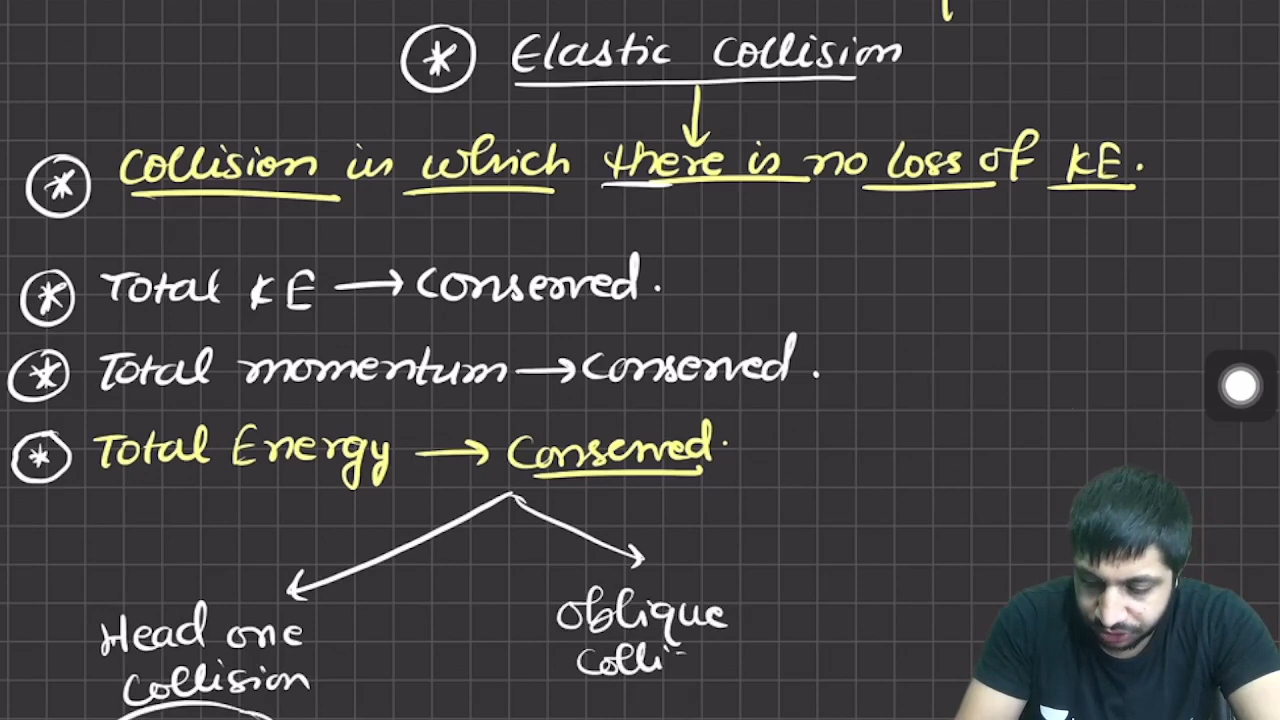 Elastic Collision
Collision in which there is no loss of KE.
Total KE → Conserved.
Total momentum → Conserved.
Total Energy → Conserved.
Head one
Collision
Oblique
Colli